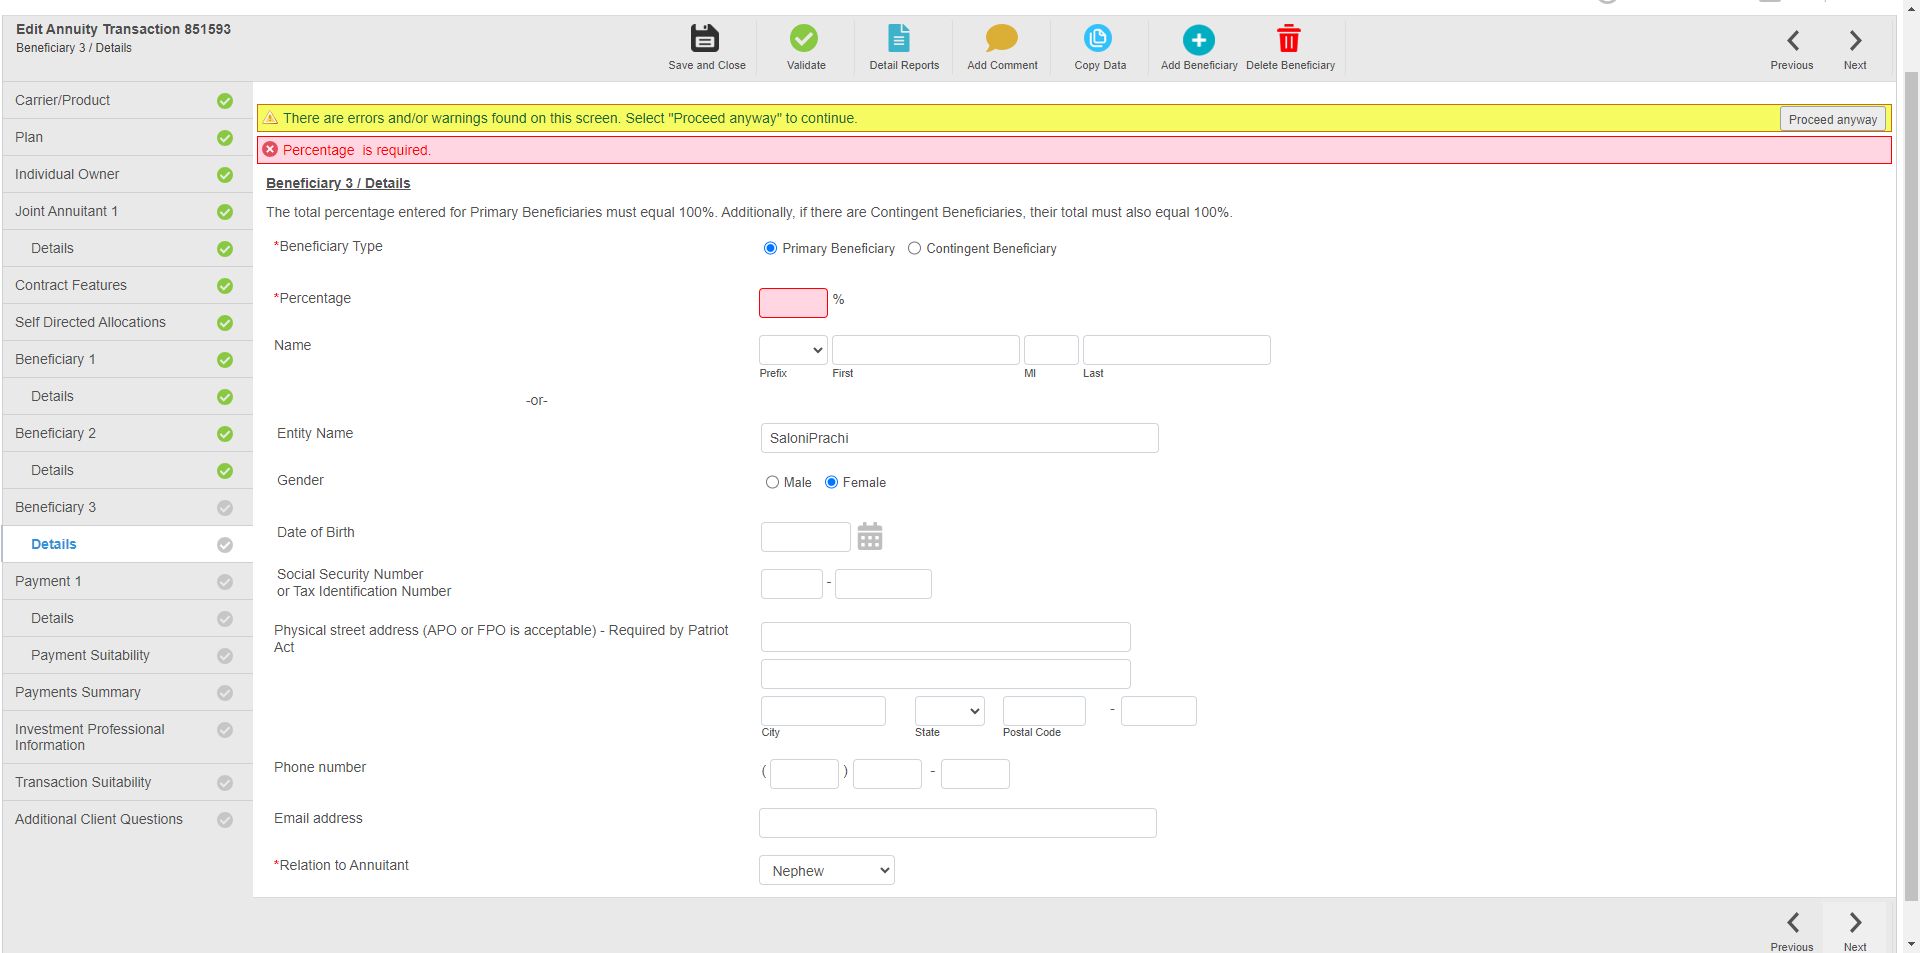 Edit Annuity Transaction 851593
Beneficiary 3 / Details
Save and Close
Validate
Detail Reports
Add Comment
Copy Data
Add Beneficiary
Delete Beneficiary
Previous
Next
Carrier/Product
Plan
Individual Owner
Joint Annuitant 1
Details
Contract Features
Self Directed Allocations
Beneficiary 1
Details
Beneficiary 2
Details
Beneficiary 3
Details
Payment 1
Details
Payment Suitability
Payments Summary
Investment Professional
Information
Transaction Suitability
Additional Client Questions
There are errors and/or warnings found on this screen. Select "Proceed anyway" to continue.
Proceed anyway
Percentage  is required.
Beneficiary 3 / Details
The total percentage entered for Primary Beneficiaries must equal 100%. Additionally, if there are Contingent Beneficiaries, their total must also equal 100%.
*Beneficiary Type
Primary Beneficiary
Contingent Beneficiary
*Percentage
%
Name
Prefix
First
MI
Last
-or-
Entity Name
SaloniPrachi
Gender
Male
Female
Date of Birth
Social Security Number
or Tax Identification Number
-
Physical street address (APO or FPO is acceptable) - Required by Patriot
Act
City
State
Postal Code
-
Phone number
( ) -
Email address
*Relation to Annuitant
Nephew
Previous
Next